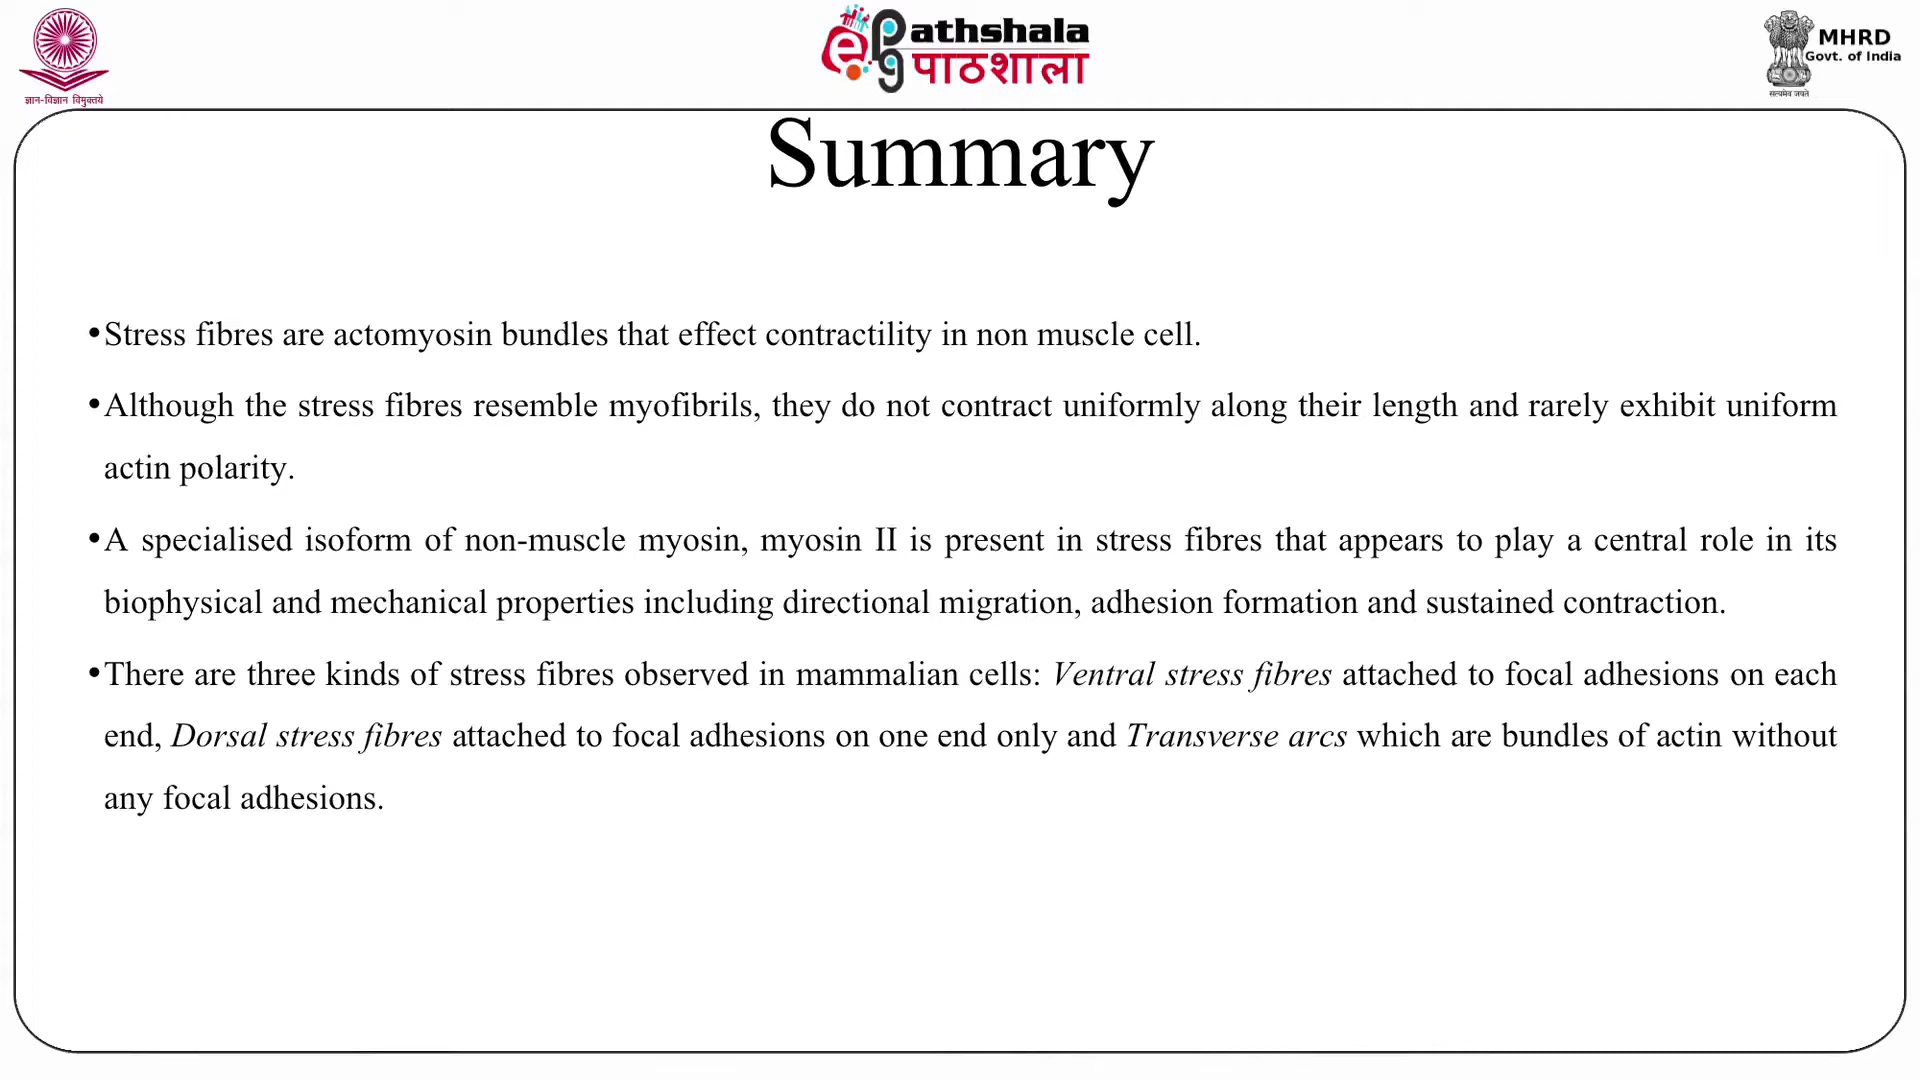 ज्ञान-विज्ञान विमुक्तये
e pg Pathshala
पाठशाला
MHRD
Govt. of India
सत्यमेव जयते
Summary
•Stress fibres are actomyosin bundles that effect contractility in non muscle cell.
•Although the stress fibres resemble myofibrils, they do not contract uniformly along their length and rarely exhibit uniform
actin polarity.
•A specialised isoform of non-muscle myosin, myosin II is present in stress fibres that appears to play a central role in its
biophysical and mechanical properties including directional migration, adhesion formation and sustained contraction.
•There are three kinds of stress fibres observed in mammalian cells: Ventral stress fibres attached to focal adhesions on each
end, Dorsal stress fibres attached to focal adhesions on one end only and Transverse arcs which are bundles of actin without
any focal adhesions.